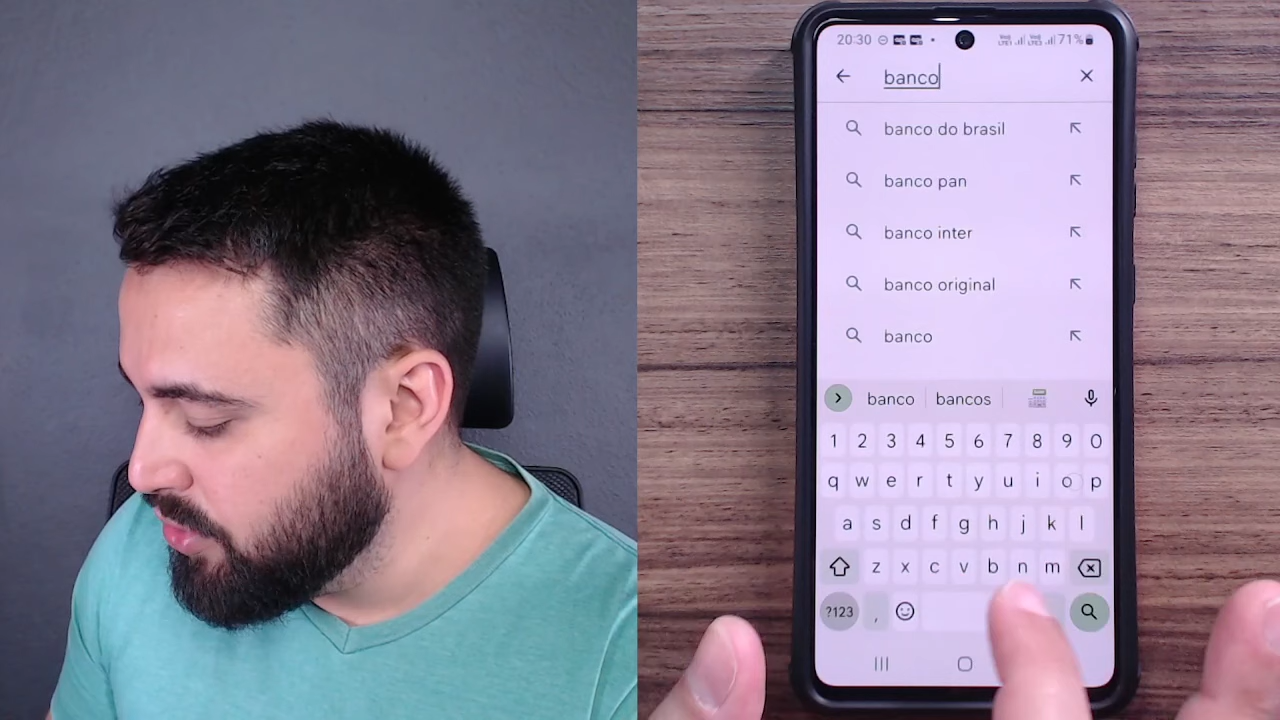 20:30 71%
banco
banco do brasil
banco pan
banco inter
banco original
banco
banco bancos
1 2 3 4 5 6 7 8 9 0
q w e r t y u i o p
a s d f g h j k l
z x c v b n m
?123 ,